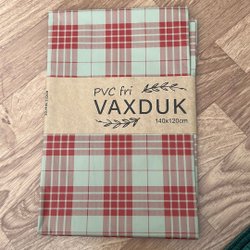 PVC fri
VAXDUK
140x120cm